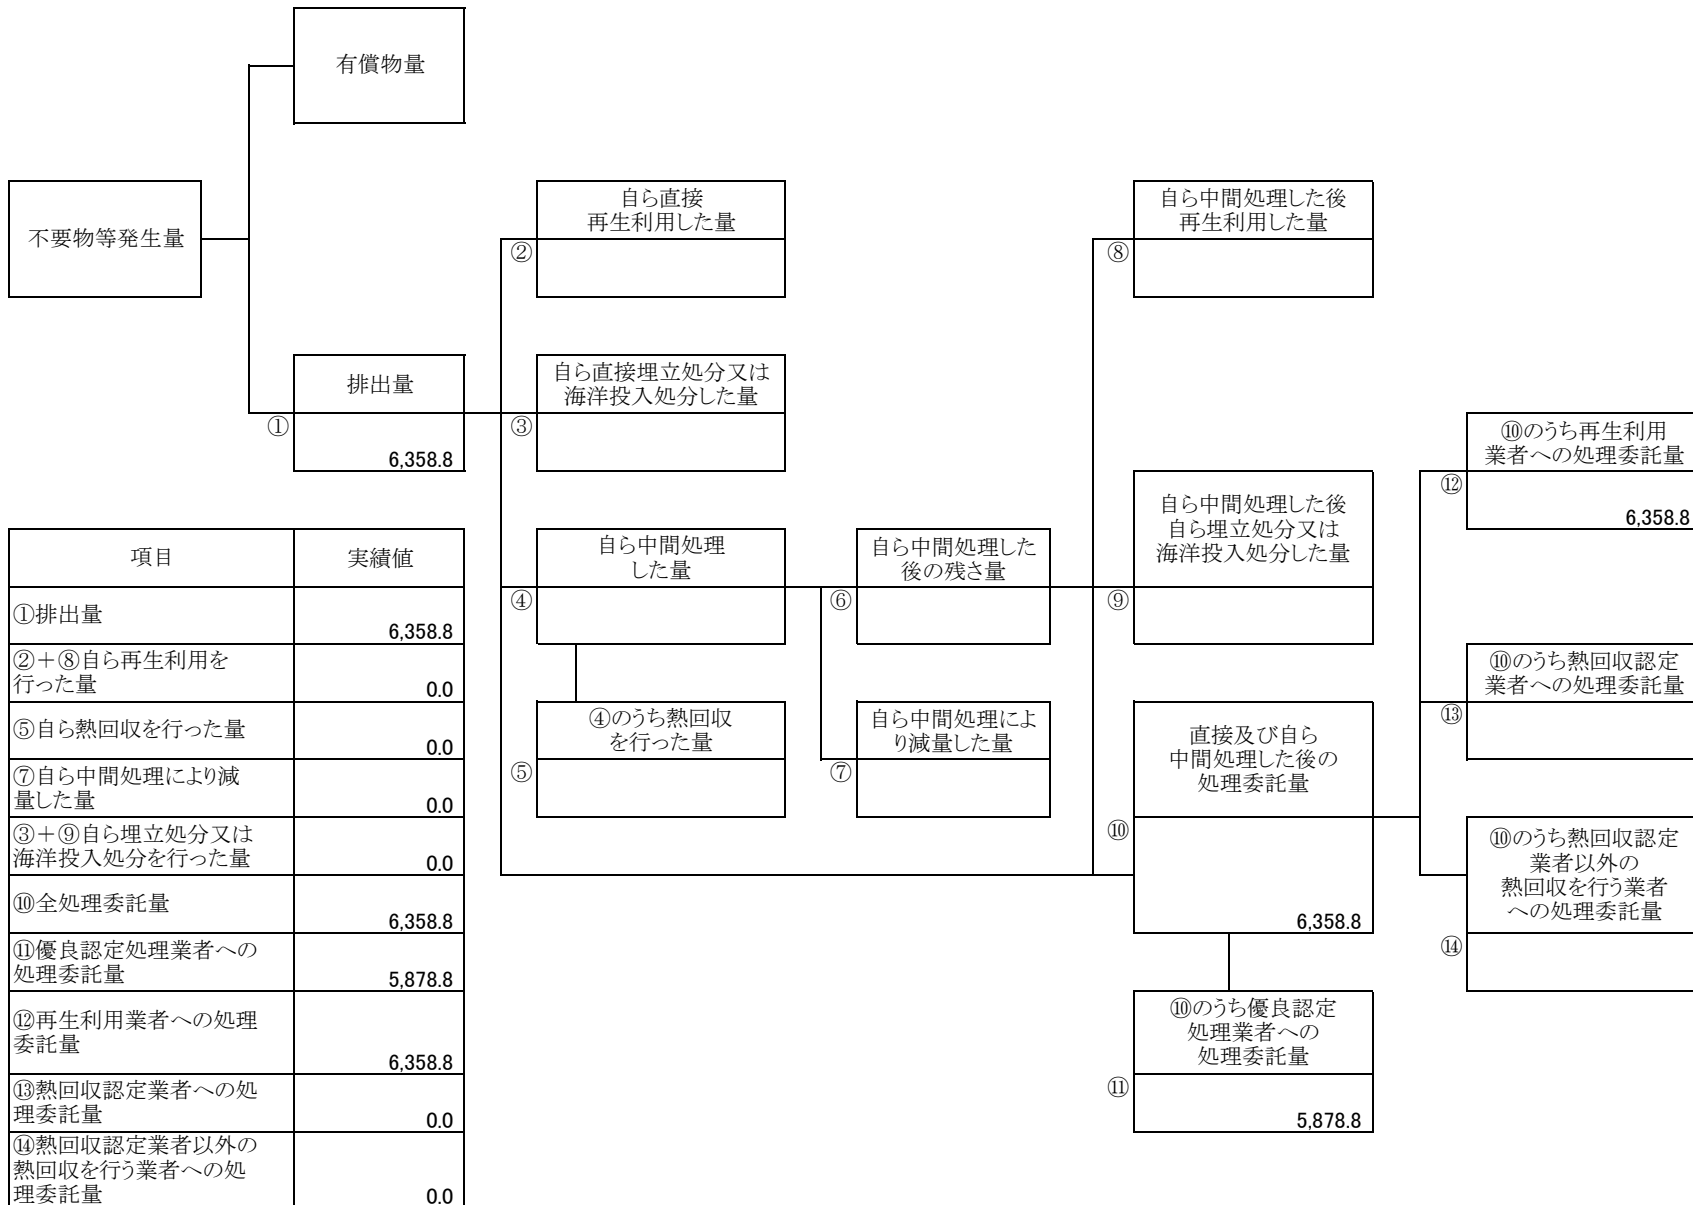 有償物量
不要物等発生量
自ら直接
再生利用した量
②
自ら中間処理した後
再生利用した量
⑧
排出量
①
6,358.8
自ら直接埋立処分又は
海洋投入処分した量
③
⑩のうち再生利用
業者への処理委託量
⑫
6,358.8
自ら中間処理
した量
④
自ら中間処理した
後の残さ量
⑥
自ら中間処理した後
自ら埋立処分又は
海洋投入処分した量
⑨
⑩のうち熱回収認定
業者への処理委託量
⑬
④のうち熱回収
を行った量
⑤
自ら中間処理によ
り減量した量
⑦
直接及び自ら
中間処理した後の
処理委託量
⑩
6,358.8
⑩のうち熱回収認定
業者以外の
熱回収を行う業者
への処理委託量
⑭
⑩のうち優良認定
処理業者への
処理委託量
⑪
5,878.8
項目 実績値
①排出量
6,358.8
②+⑧自ら再生利用を
行った量 0.0
⑤自ら熱回収を行った量
0.0
⑦自ら中間処理により減
量した量 0.0
③+⑨自ら埋立処分又は
海洋投入処分を行った量 0.0
⑩全処理委託量
6,358.8
⑪優良認定処理業者への
処理委託量 5,878.8
⑫再生利用業者への処理
委託量
6,358.8
⑬熱回収認定業者への処
理委託量 0.0
⑭熱回収認定業者以外の
熱回収を行う業者への処
理委託量 0.0